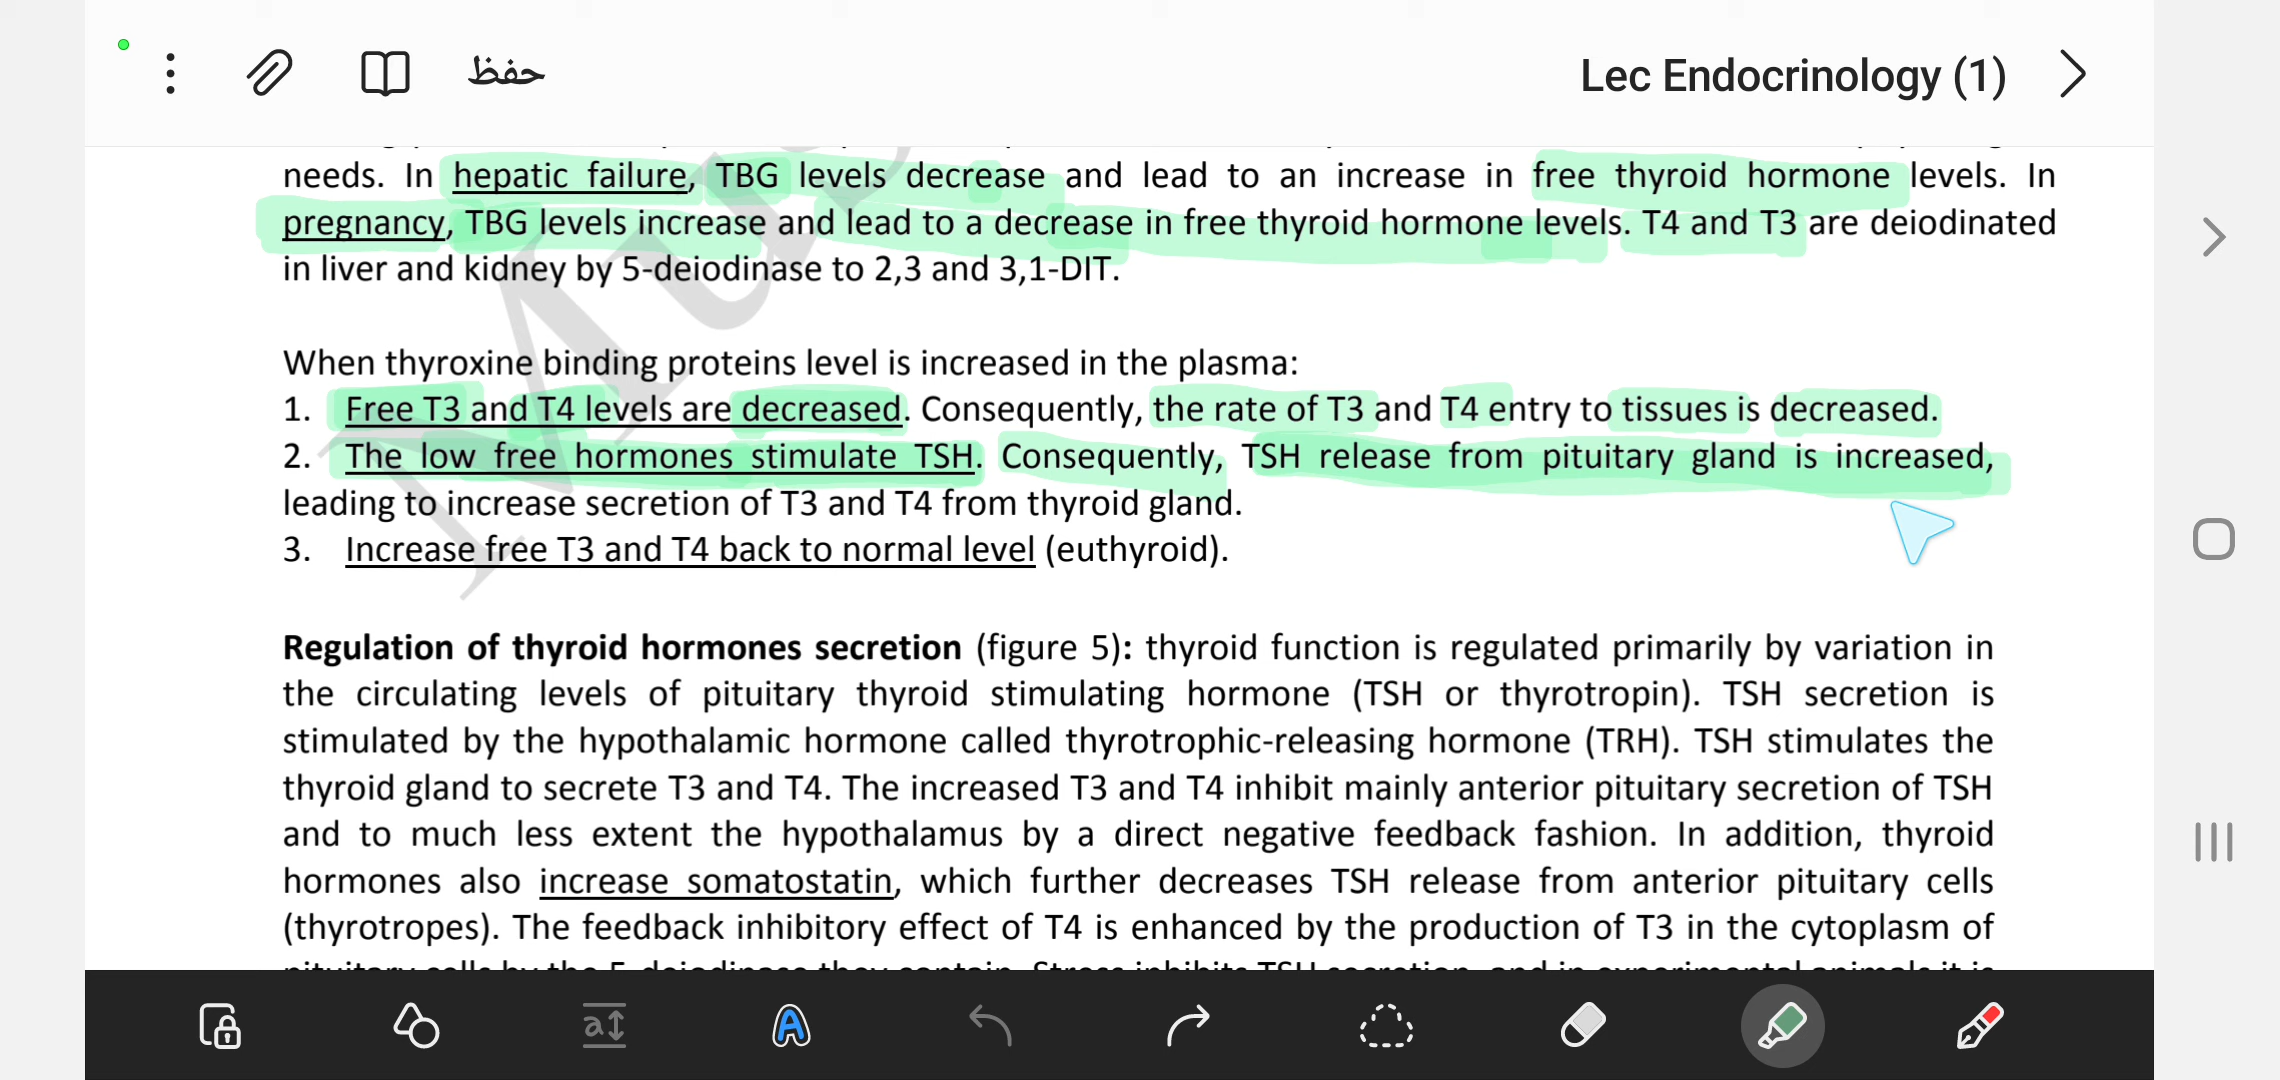 حفظ
Lec Endocrinology (1)
needs. In hepatic failure, TBG levels decrease and lead to an increase in free thyroid hormone levels. In
pregnancy, TBG levels increase and lead to a decrease in free thyroid hormone levels. T4 and T3 are deiodinated
in liver and kidney by 5-deiodinase to 2,3 and 3,1-DIT.
When thyroxine binding proteins level is increased in the plasma:
1. Free T3 and T4 levels are decreased. Consequently, the rate of T3 and T4 entry to tissues is decreased.
2. The low free hormones stimulate TSH. Consequently, TSH release from pituitary gland is increased,
leading to increase secretion of T3 and T4 from thyroid gland.
3. Increase free T3 and T4 back to normal level (euthyroid).
Regulation of thyroid hormones secretion (figure 5): thyroid function is regulated primarily by variation in
the circulating levels of pituitary thyroid stimulating hormone (TSH or thyrotropin). TSH secretion is
stimulated by the hypothalamic hormone called thyrotrophic-releasing hormone (TRH). TSH stimulates the
thyroid gland to secrete T3 and T4. The increased T3 and T4 inhibit mainly anterior pituitary secretion of TSH
and to much less extent the hypothalamus by a direct negative feedback fashion. In addition, thyroid
hormones also increase somatostatin, which further decreases TSH release from anterior pituitary cells
(thyrotropes). The feedback inhibitory effect of T4 is enhanced by the production of T3 in the cytoplasm of